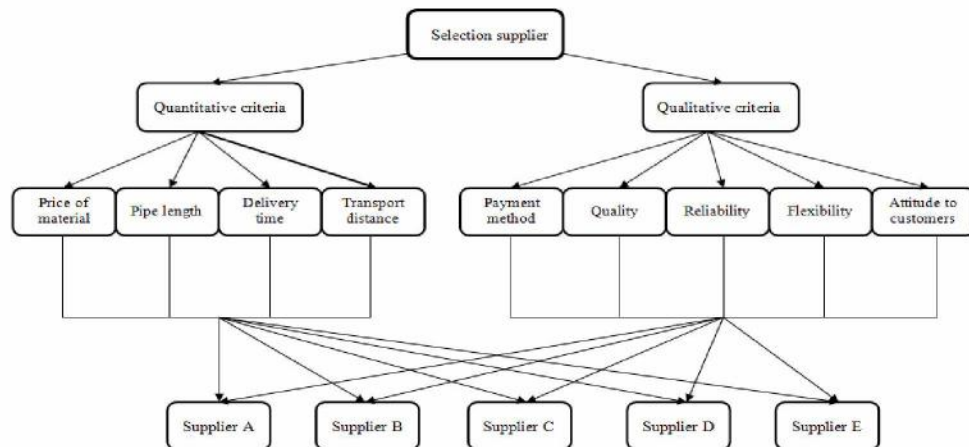 Selection supplier
Quantitative criteria
Qualitative criteria
Price of
material
Pipe length
Delivery
time
Transport
distance
Payment
method
Quality
Reliability
Flexibility
Attitude to
customers
Supplier A
Supplier B
Supplier C
Supplier D
Supplier E